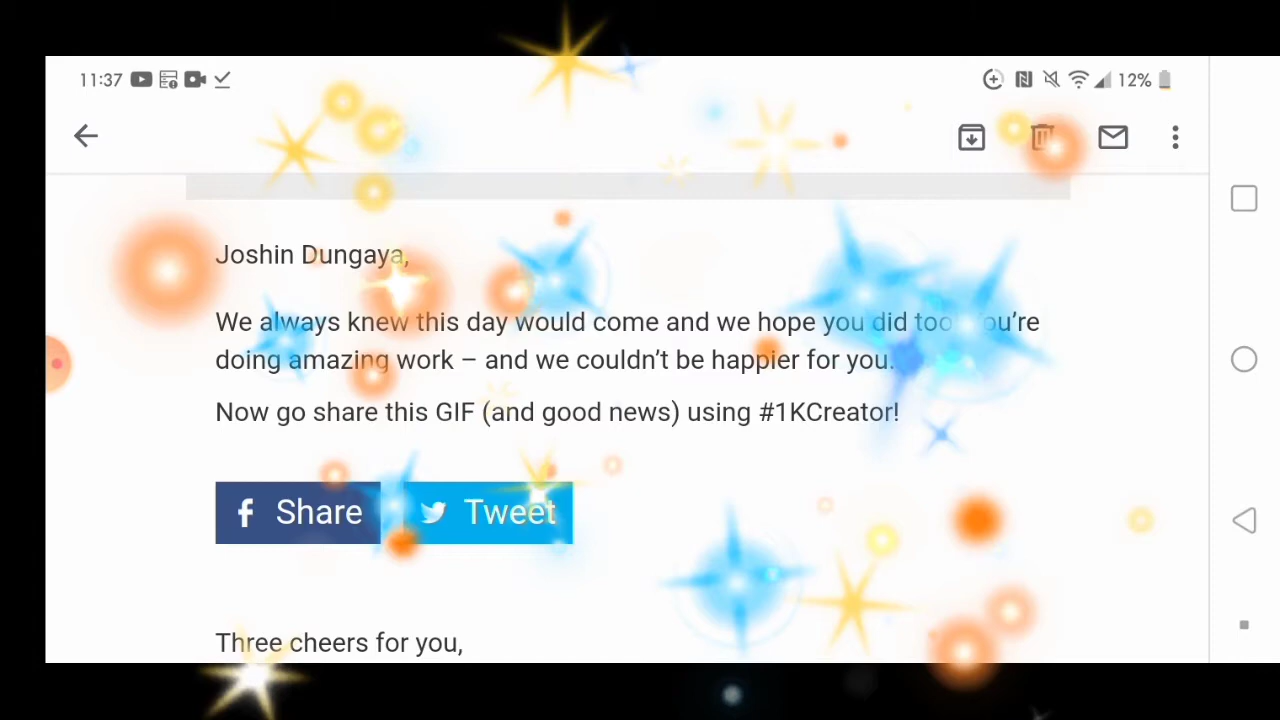 11:37
12%
Joshin Dungaya,
We always knew this day would come and we hope you did too. You're
doing amazing work – and we couldn't be happier for you.
Now go share this GIF (and good news) using #1KCreator!
f Share
Tweet
Three cheers for you,